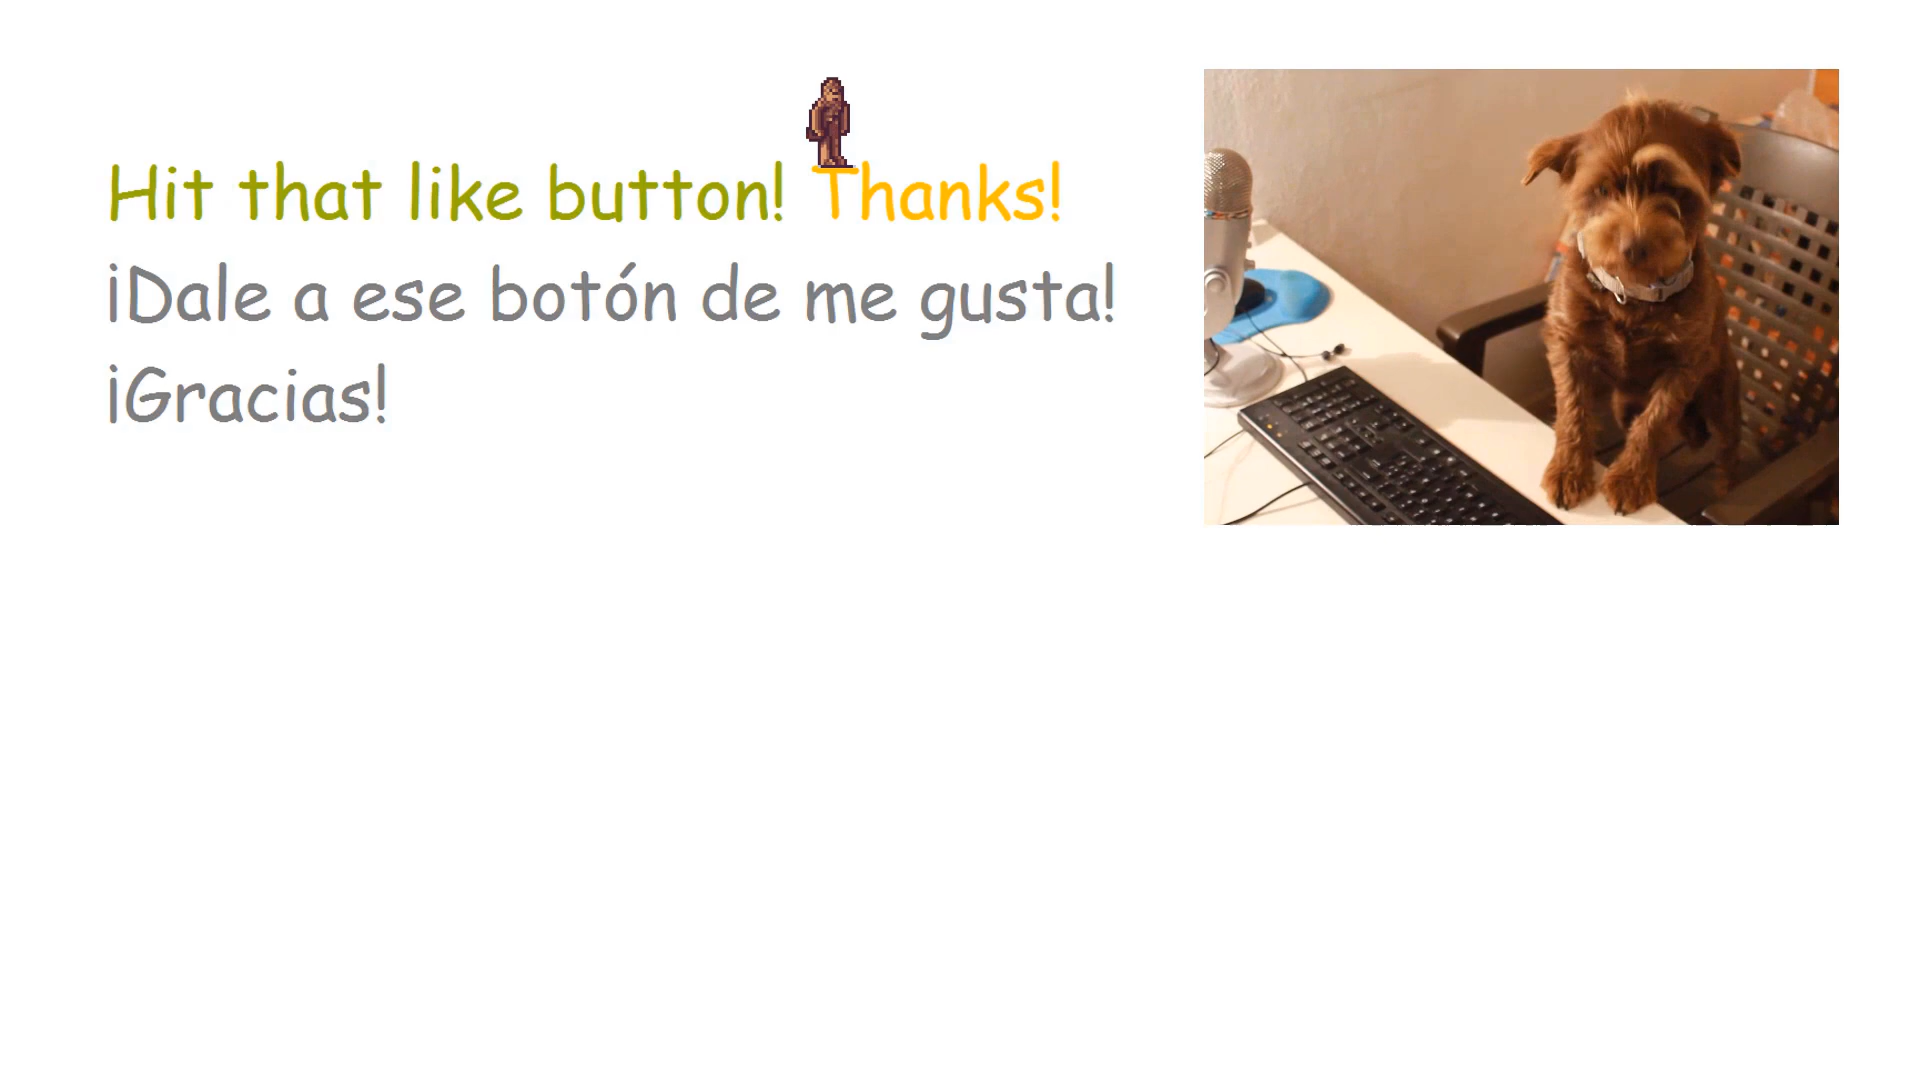 Hit that like button! Thanks!
¡Dale a ese botón de me gusta!
¡Gracias!